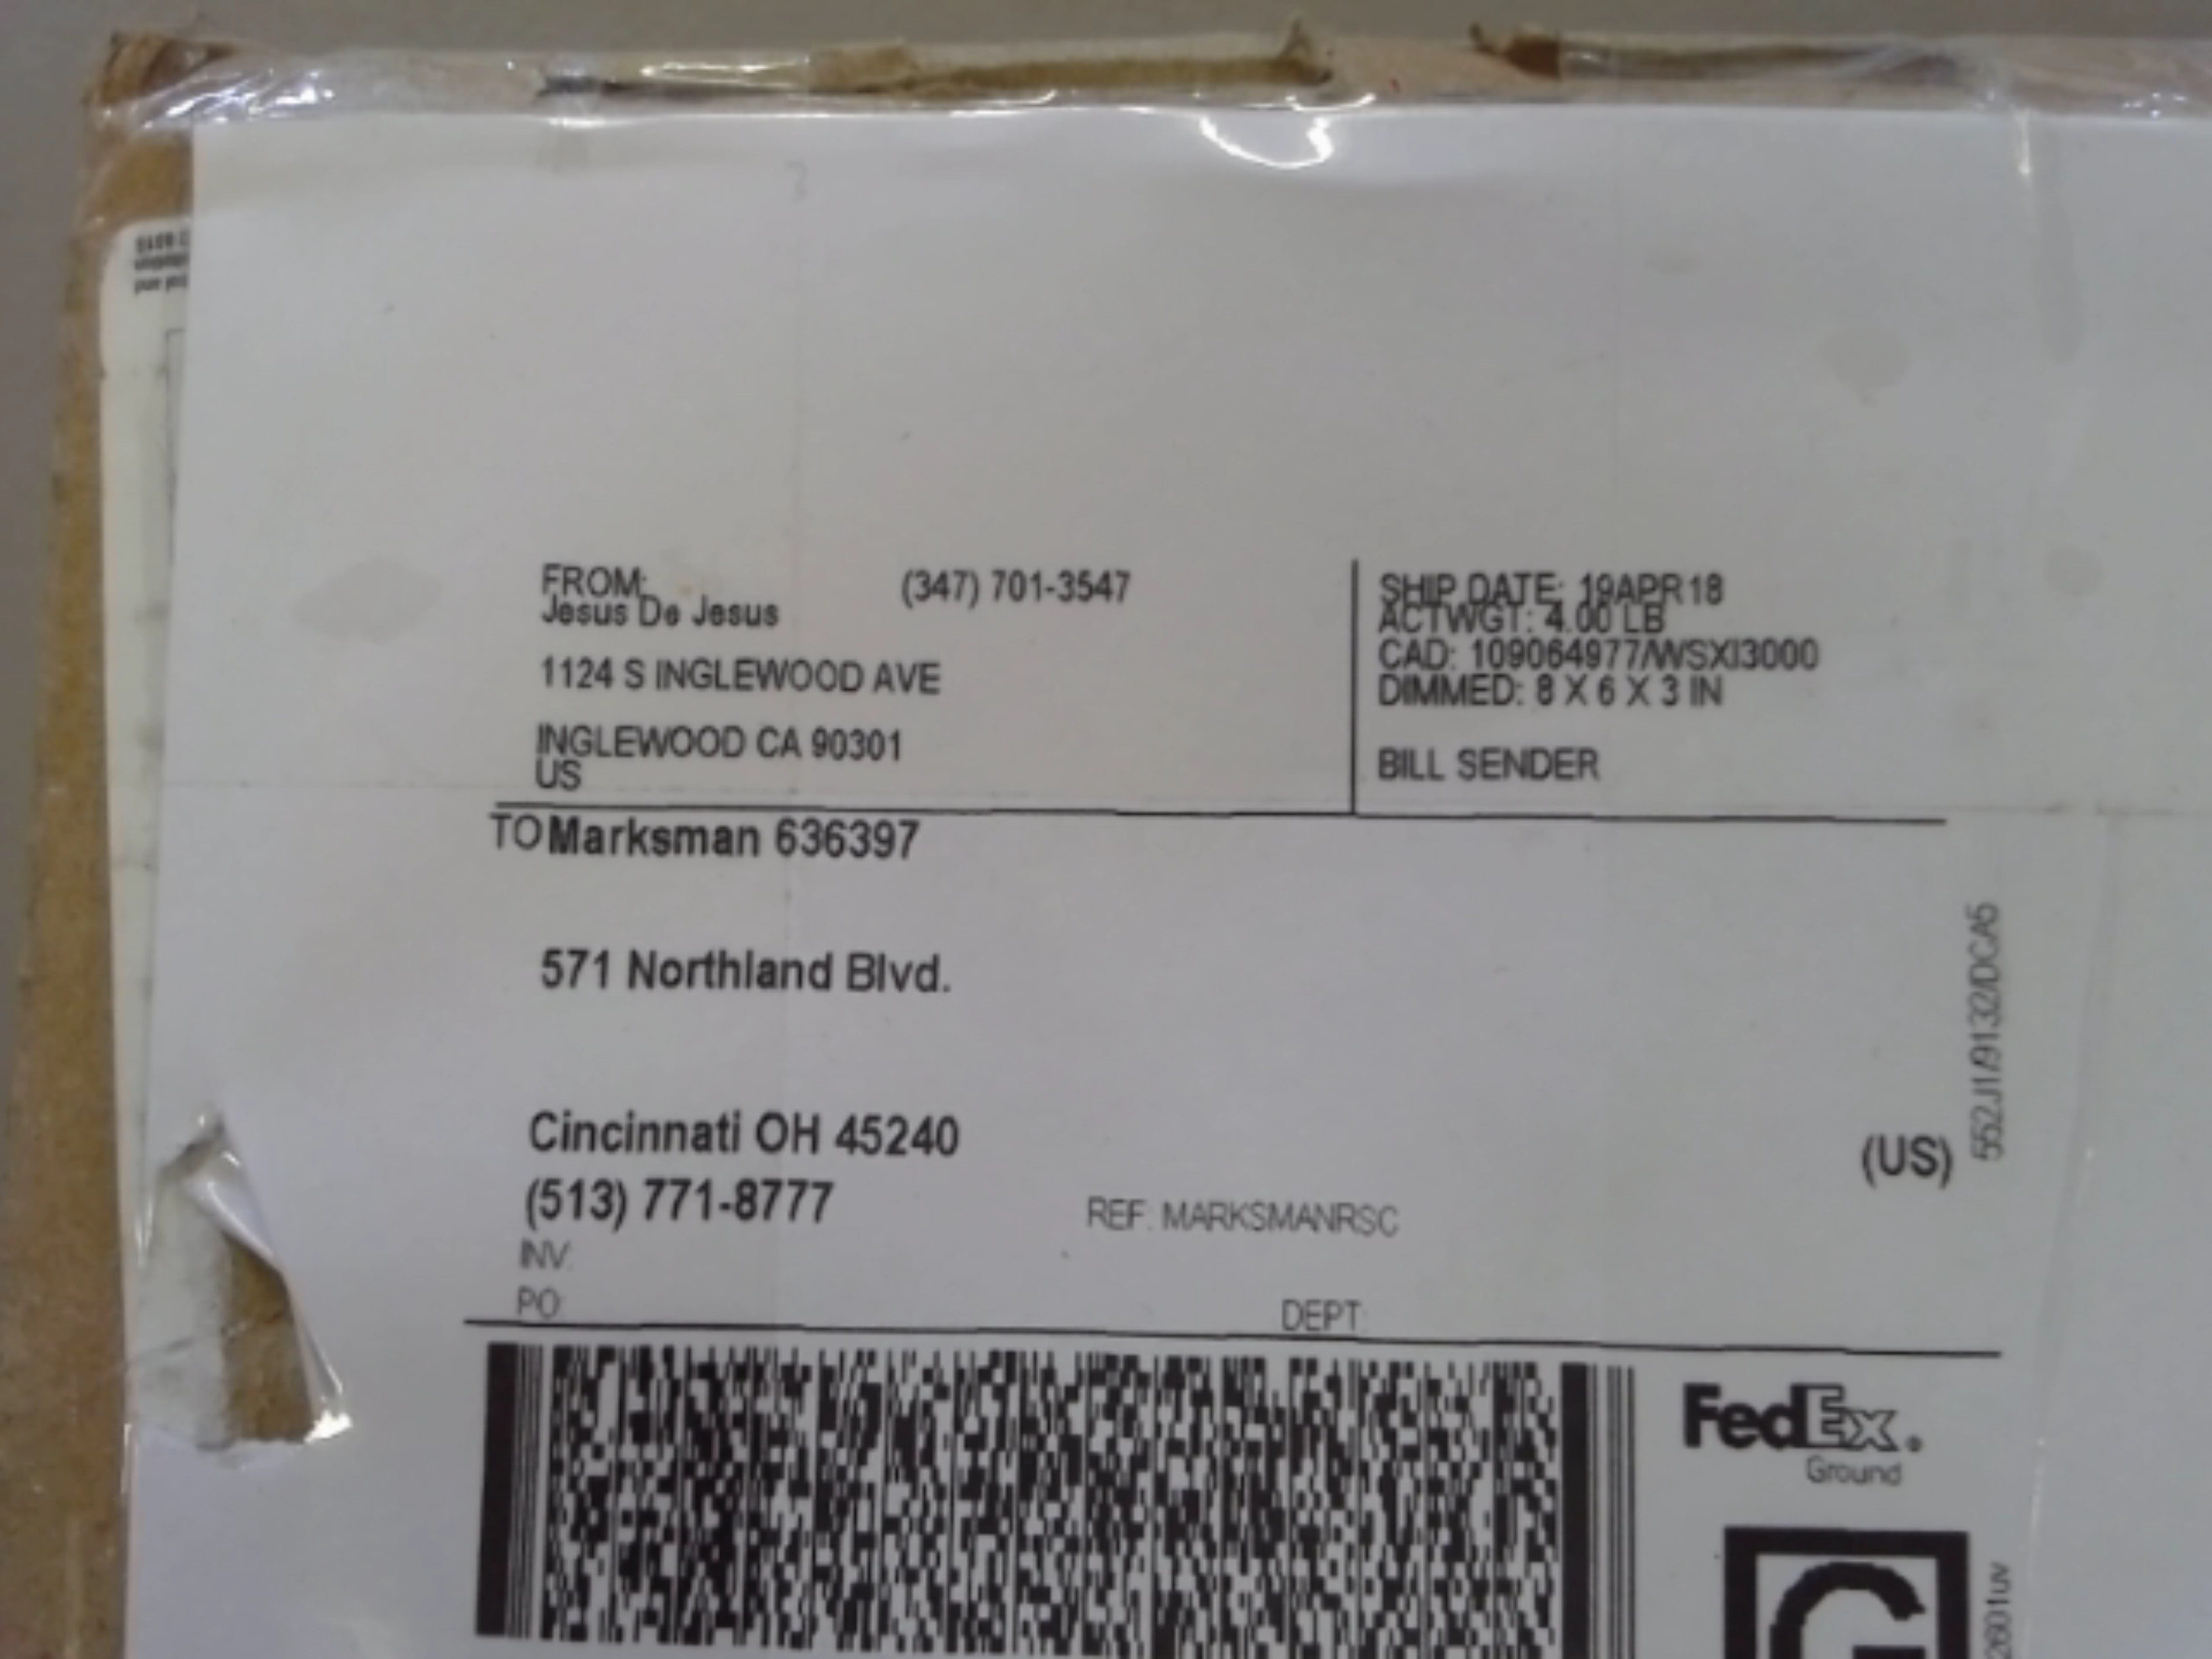 FROM:
Jesus De Jesus
(347) 701-3547
1124 S INGLEWOOD AVE
INGLEWOOD CA 90301
US
SHIP DATE: 19APR18
ACTWGT: 4.00 LB
CAD: 109064977/WSXI3000
DIMMED: 8 X 6 X 3 IN
BILL SENDER
TO Marksman 636397
571 Northland Blvd.
Cincinnati OH 45240
(US)
(513) 771-8777
REF: MARKSMANRSC
INV:
PO:
DEPT:
552J1/9132/DCA5
FedEx.
Ground
G